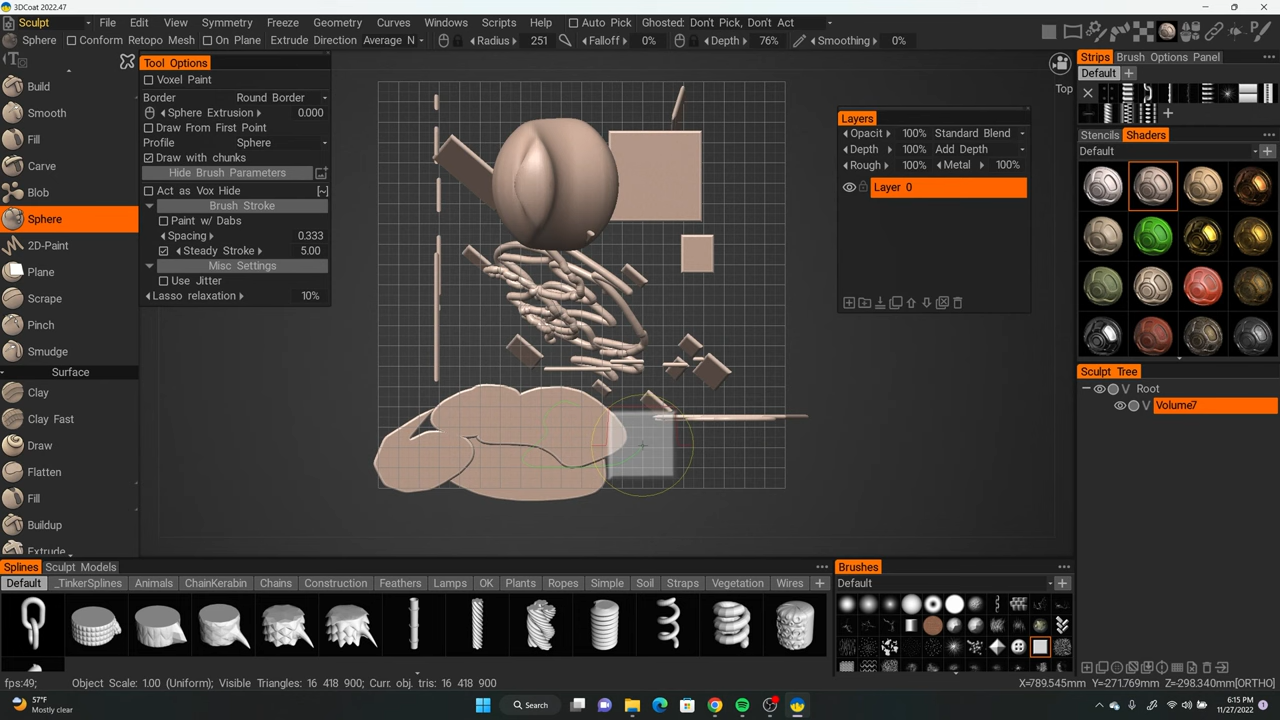 3DCoat 2022.47
Sculpt File Edit View Symmetry Freeze Geometry Curves Windows Scripts Help Auto Pick Ghosted: Don't Pick, Don't Act
Sphere Conform Retopo Mesh On Plane Extrude Direction Average N Radius 251 Falloff 0% Depth 76% Smoothing 0%
Build
Smooth
Fill
Carve
Blob
Sphere
2D-Paint
Plane
Scrape
Pinch
Smudge
Surface
Clay
Clay Fast
Draw
Flatten
Fill
Buildup
Extrude
Tool Options
Voxel Paint
Border Round Border
Sphere Extrusion 0.000
Draw From First Point
Profile Sphere
Draw with chunks
Hide Brush Parameters
Act as Vox Hide [~]
Brush Stroke
Paint w/ Dabs
Spacing 0.333
Steady Stroke 5.00
Misc Settings
Use Jitter
Lasso relaxation 10%
Top
Layers
Opacit 100% Standard Blend
Depth 100% Add Depth
Rough 100% Metal 100%
Layer 0
Strips Brush Options Panel
Default
Stencils Shaders
Default
Sculpt Tree
V Root
V Volume7
Splines Sculpt Models
Default _TinkerSplines Animals ChainKerabin Chains Construction Feathers Lamps OK Plants Ropes Simple Soil Straps Vegetation Wires
Brushes
Default
fps:49; Object Scale: 1.00 (Uniform); Visible Triangles: 16 418 900; Curr. obj. tris: 16 418 900
X=789.545mm Y=-271.769mm Z=-298.340mm[ORTHO]
57°F
Mostly clear
Search
6:15 PM
11/27/2022